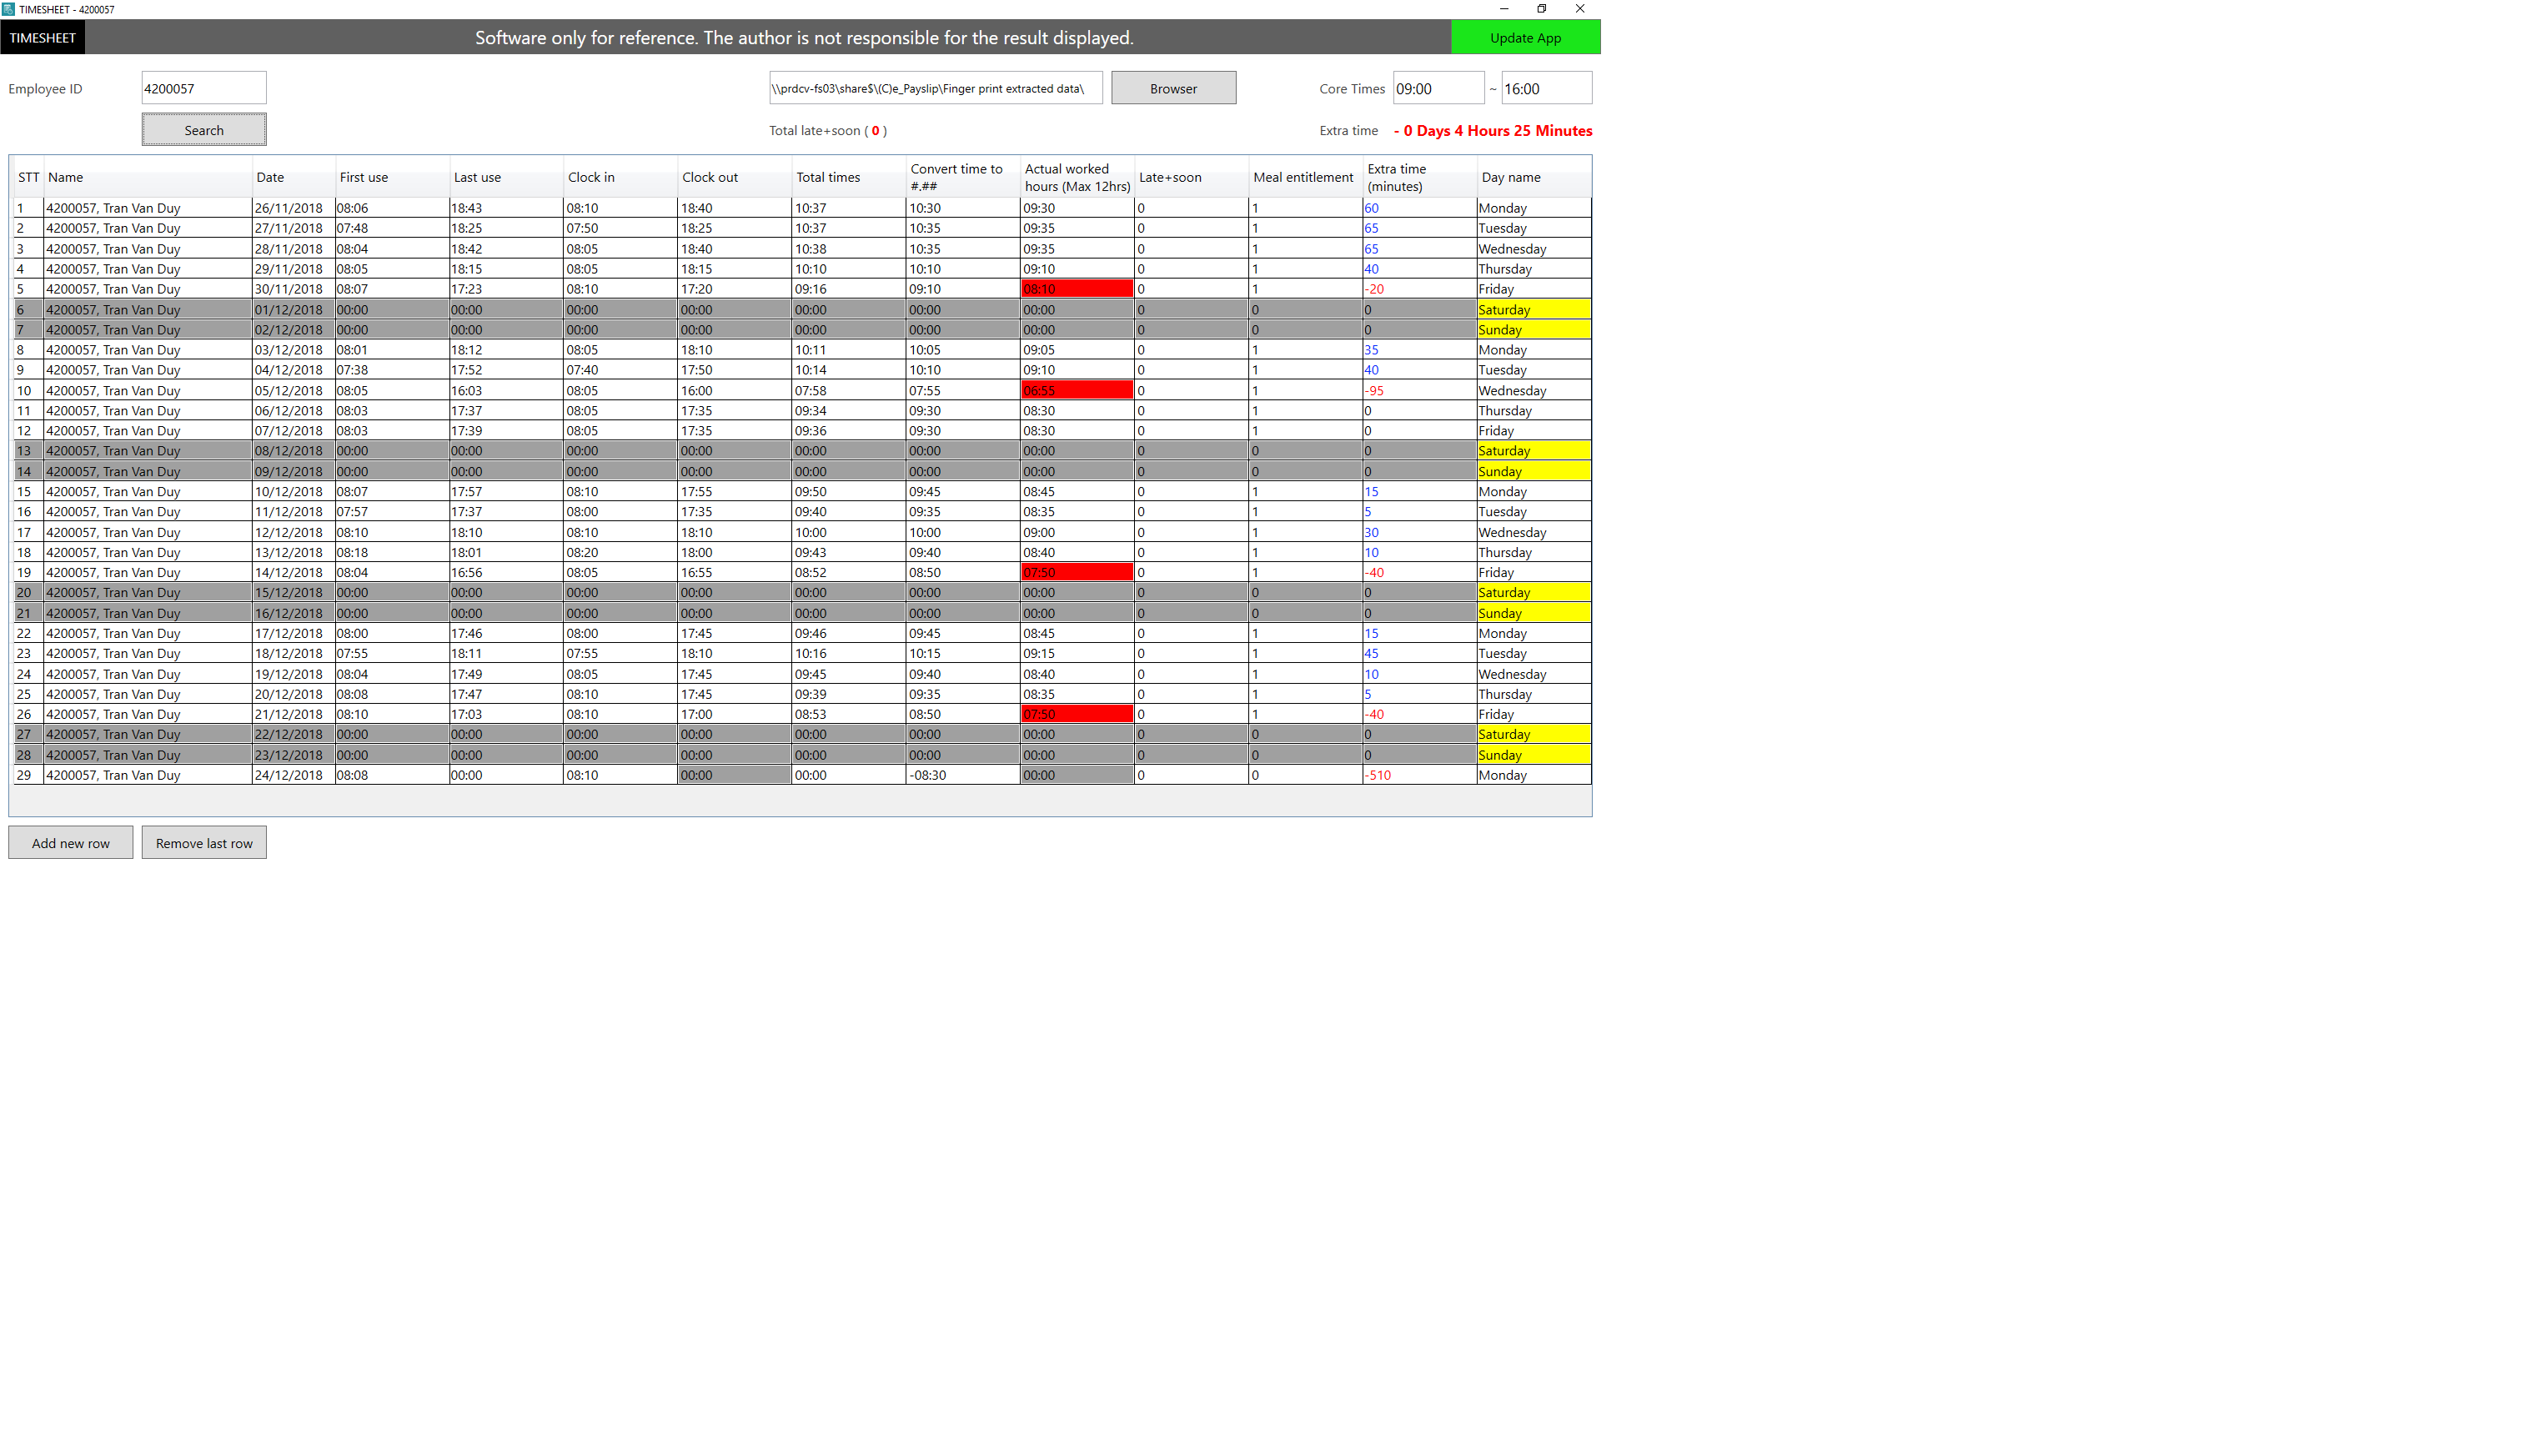 TIMESHEET - 4200057
TIMESHEET Software only for reference. The author is not responsible for the result displayed. Update App
Employee ID 4200057 \\prdcv-fs03\share$\(C)e_Payslip\Finger print extracted data\ Browser Core Times 09:00 ~ 16:00
Search Total late+soon ( 0 ) Extra time - 0 Days 4 Hours 25 Minutes
STT Name Date First use Last use Clock in Clock out Total times Convert time to #.## Actual worked hours (Max 12hrs) Late+soon Meal entitlement Extra time (minutes) Day name
1 4200057, Tran Van Duy 26/11/2018 08:06 18:43 08:10 18:40 10:37 10:30 09:30 0 1 60 Monday
2 4200057, Tran Van Duy 27/11/2018 07:48 18:25 07:50 18:25 10:37 10:35 09:35 0 1 65 Tuesday
3 4200057, Tran Van Duy 28/11/2018 08:04 18:42 08:05 18:40 10:38 10:35 09:35 0 1 65 Wednesday
4 4200057, Tran Van Duy 29/11/2018 08:05 18:15 08:05 18:15 10:10 10:10 09:10 0 1 40 Thursday
5 4200057, Tran Van Duy 30/11/2018 08:07 17:23 08:10 17:20 09:16 09:10 08:10 0 1 -20 Friday
6 4200057, Tran Van Duy 01/12/2018 00:00 00:00 00:00 00:00 00:00 00:00 00:00 0 0 0 Saturday
7 4200057, Tran Van Duy 02/12/2018 00:00 00:00 00:00 00:00 00:00 00:00 00:00 0 0 0 Sunday
8 4200057, Tran Van Duy 03/12/2018 08:01 18:12 08:05 18:10 10:11 10:05 09:05 0 1 35 Monday
9 4200057, Tran Van Duy 04/12/2018 07:38 17:52 07:40 17:50 10:14 10:10 09:10 0 1 40 Tuesday
10 4200057, Tran Van Duy 05/12/2018 08:05 16:03 08:05 16:00 07:58 07:55 06:55 0 1 -95 Wednesday
11 4200057, Tran Van Duy 06/12/2018 08:03 17:37 08:05 17:35 09:34 09:30 08:30 0 1 0 Thursday
12 4200057, Tran Van Duy 07/12/2018 08:03 17:39 08:05 17:35 09:36 09:30 08:30 0 1 0 Friday
13 4200057, Tran Van Duy 08/12/2018 00:00 00:00 00:00 00:00 00:00 00:00 00:00 0 0 0 Saturday
14 4200057, Tran Van Duy 09/12/2018 00:00 00:00 00:00 00:00 00:00 00:00 00:00 0 0 0 Sunday
15 4200057, Tran Van Duy 10/12/2018 08:07 17:57 08:10 17:55 09:50 09:45 08:45 0 1 15 Monday
16 4200057, Tran Van Duy 11/12/2018 07:57 17:37 08:00 17:35 09:40 09:35 08:35 0 1 5 Tuesday
17 4200057, Tran Van Duy 12/12/2018 08:10 18:10 08:10 18:10 10:00 10:00 09:00 0 1 30 Wednesday
18 4200057, Tran Van Duy 13/12/2018 08:18 18:01 08:20 18:00 09:43 09:40 08:40 0 1 10 Thursday
19 4200057, Tran Van Duy 14/12/2018 08:04 16:56 08:05 16:55 08:52 08:50 07:50 0 1 -40 Friday
20 4200057, Tran Van Duy 15/12/2018 00:00 00:00 00:00 00:00 00:00 00:00 00:00 0 0 0 Saturday
21 4200057, Tran Van Duy 16/12/2018 00:00 00:00 00:00 00:00 00:00 00:00 00:00 0 0 0 Sunday
22 4200057, Tran Van Duy 17/12/2018 08:00 17:46 08:00 17:45 09:46 09:45 08:45 0 1 15 Monday
23 4200057, Tran Van Duy 18/12/2018 07:55 18:11 07:55 18:10 10:16 10:15 09:15 0 1 45 Tuesday
24 4200057, Tran Van Duy 19/12/2018 08:04 17:49 08:05 17:45 09:45 09:40 08:40 0 1 10 Wednesday
25 4200057, Tran Van Duy 20/12/2018 08:08 17:47 08:10 17:45 09:39 09:35 08:35 0 1 5 Thursday
26 4200057, Tran Van Duy 21/12/2018 08:10 17:03 08:10 17:00 08:53 08:50 07:50 0 1 -40 Friday
27 4200057, Tran Van Duy 22/12/2018 00:00 00:00 00:00 00:00 00:00 00:00 00:00 0 0 0 Saturday
28 4200057, Tran Van Duy 23/12/2018 00:00 00:00 00:00 00:00 00:00 00:00 00:00 0 0 0 Sunday
29 4200057, Tran Van Duy 24/12/2018 08:08 00:00 08:10 00:00 00:00 -08:30 00:00 0 0 -510 Monday
Add new row Remove last row